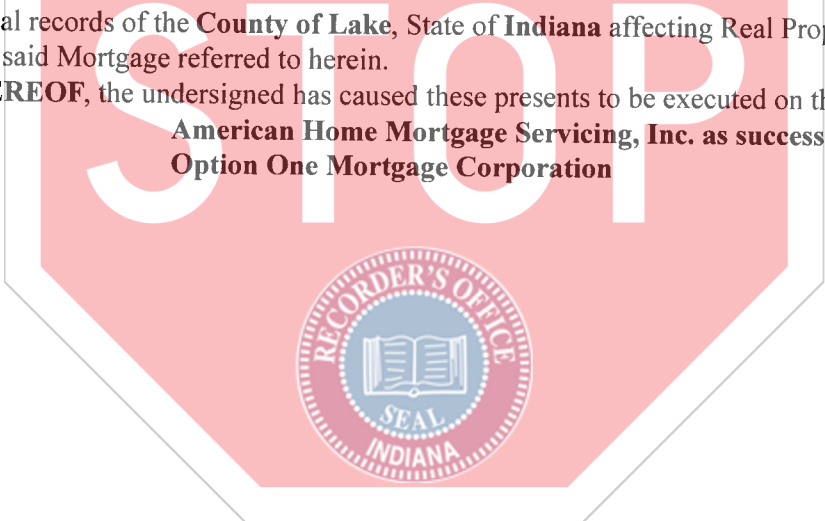 al records of the County of Lake, State of Indiana affecting Real Prop
said Mortgage referred to herein.
EREOF, the undersigned has caused these presents to be executed on th
American Home Mortgage Servicing, Inc. as success
Option One Mortgage Corporation
STOP
RECORDER'S OFFICE
SEAL
INDIANA